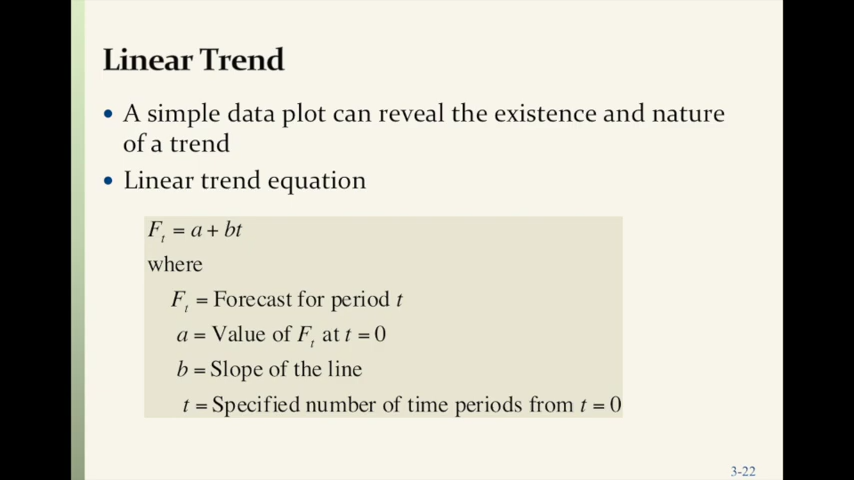 Linear Trend
• A simple data plot can reveal the existence and nature
of a trend
• Linear trend equation
Fₜ = a + bt
where
Fₜ = Forecast for period t
a = Value of Fₜ at t = 0
b = Slope of the line
t = Specified number of time periods from t = 0
3-22